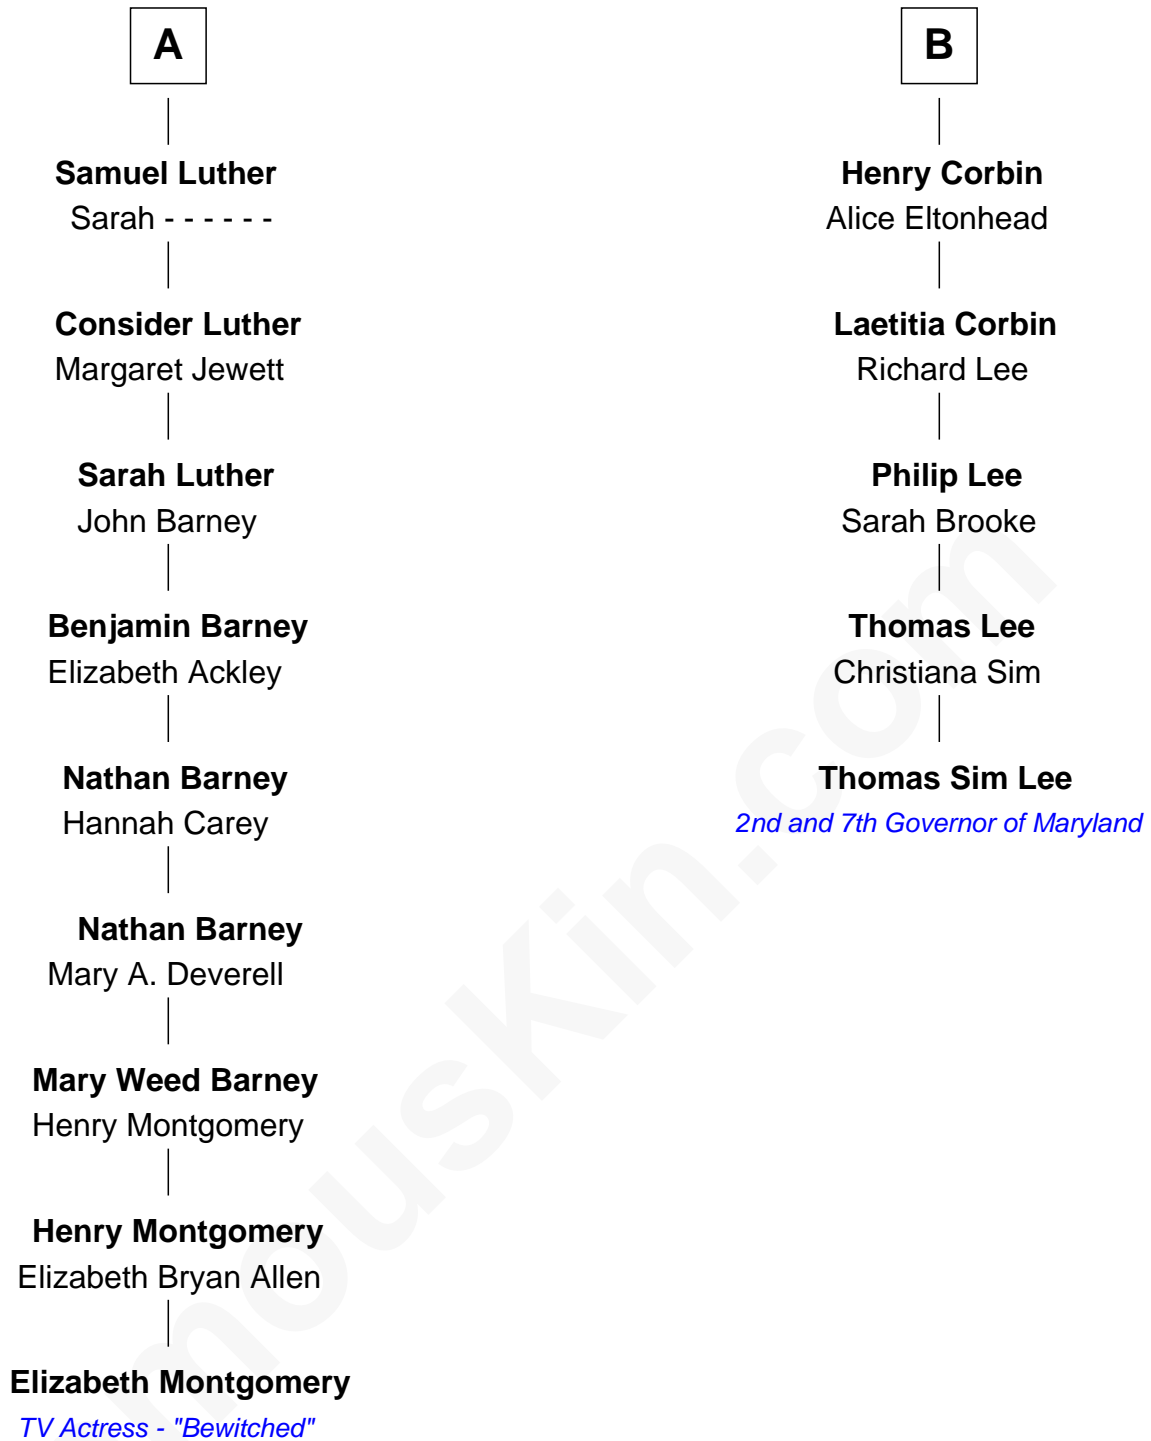 A
Samuel Luther
Sarah - - - - - -
Consider Luther
Margaret Jewett
Sarah Luther
John Barney
Benjamin Barney
Elizabeth Ackley
Nathan Barney
Hannah Carey
Nathan Barney
Mary A. Deverell
Mary Weed Barney
Henry Montgomery
Henry Montgomery
Elizabeth Bryan Allen
Elizabeth Montgomery
TV Actress - "Bewitched"
B
Henry Corbin
Alice Eltonhead
Laetitia Corbin
Richard Lee
Philip Lee
Sarah Brooke
Thomas Lee
Christiana Sim
Thomas Sim Lee
2nd and 7th Governor of Maryland
mousKin.com